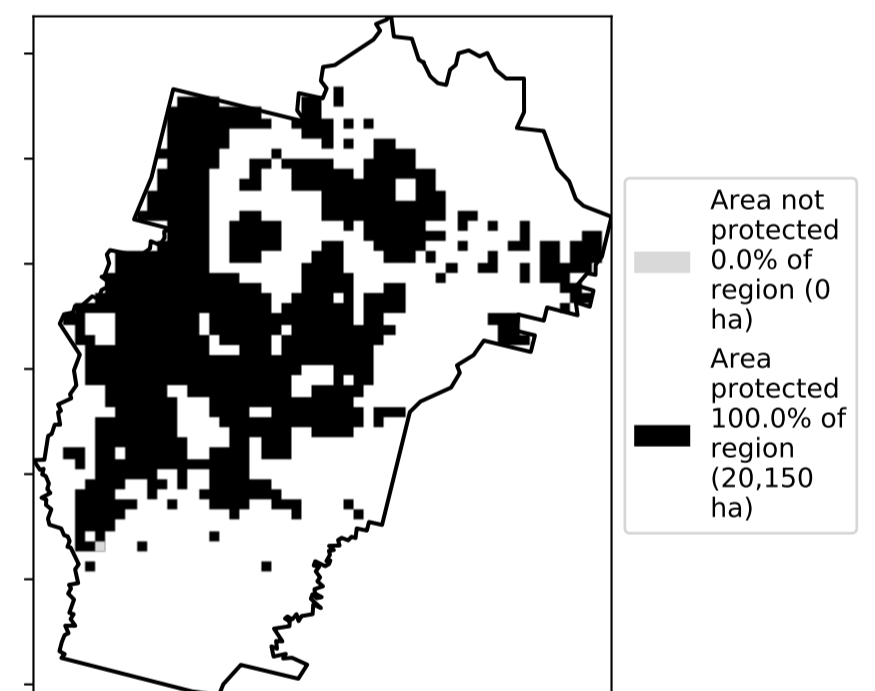 Area not
protected
0.0% of
region (0
ha)
Area
protected
100.0% of
region
(20,150
ha)